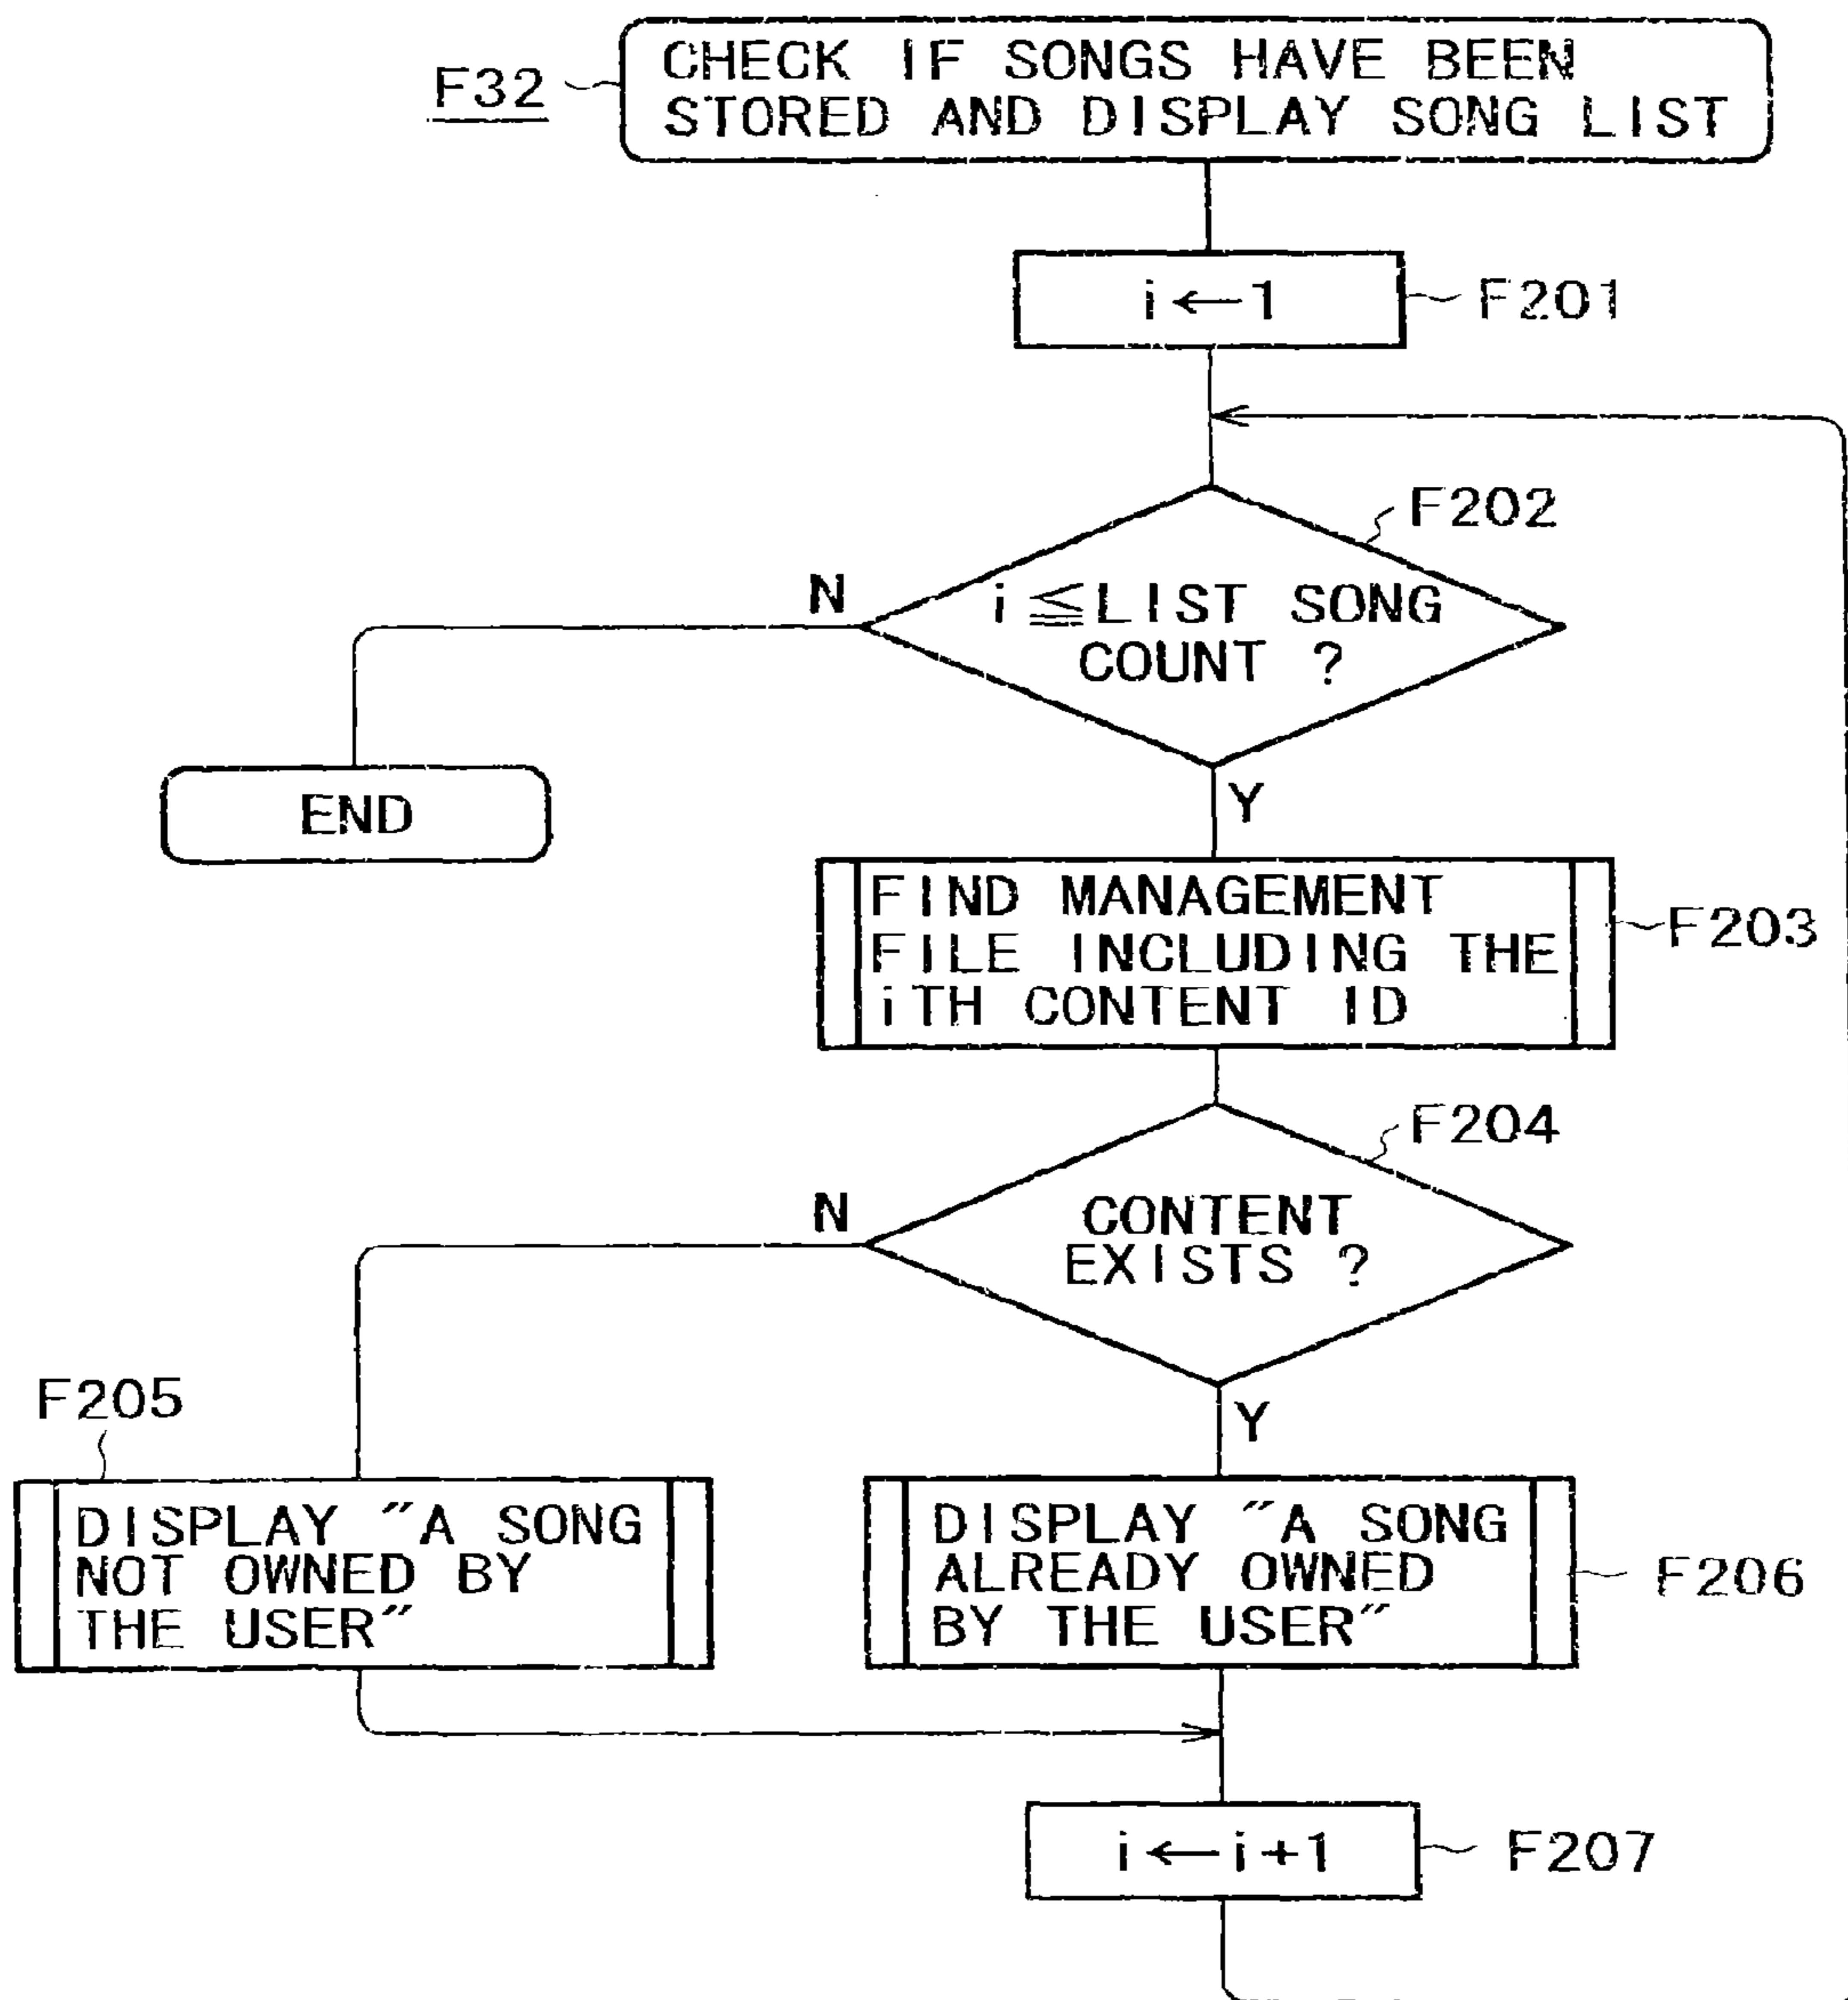 F32
CHECK IF SONGS HAVE BEEN
STORED AND DISPLAY SONG LIST
i←1
F201
F202
N
i≦LIST SONG
COUNT ?
END
Y
FIND MANAGEMENT
FILE INCLUDING THE
iTH CONTENT ID
F203
F204
N
CONTENT
EXISTS ?
F205
Y
DISPLAY "A SONG
NOT OWNED BY
THE USER"
DISPLAY "A SONG
ALREADY OWNED
BY THE USER"
F206
i←i+1
F207